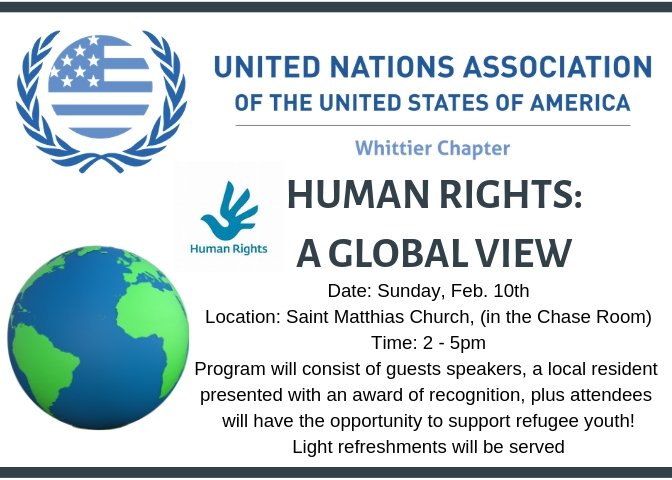 UNITED NATIONS ASSOCIATION
OF THE UNITED STATES OF AMERICA
Whittier Chapter
Human Rights
HUMAN RIGHTS:
A GLOBAL VIEW
Date: Sunday, Feb. 10th
Location: Saint Matthias Church, (in the Chase Room)
Time: 2 - 5pm
Program will consist of guests speakers, a local resident
presented with an award of recognition, plus attendees
will have the opportunity to support refugee youth!
Light refreshments will be served